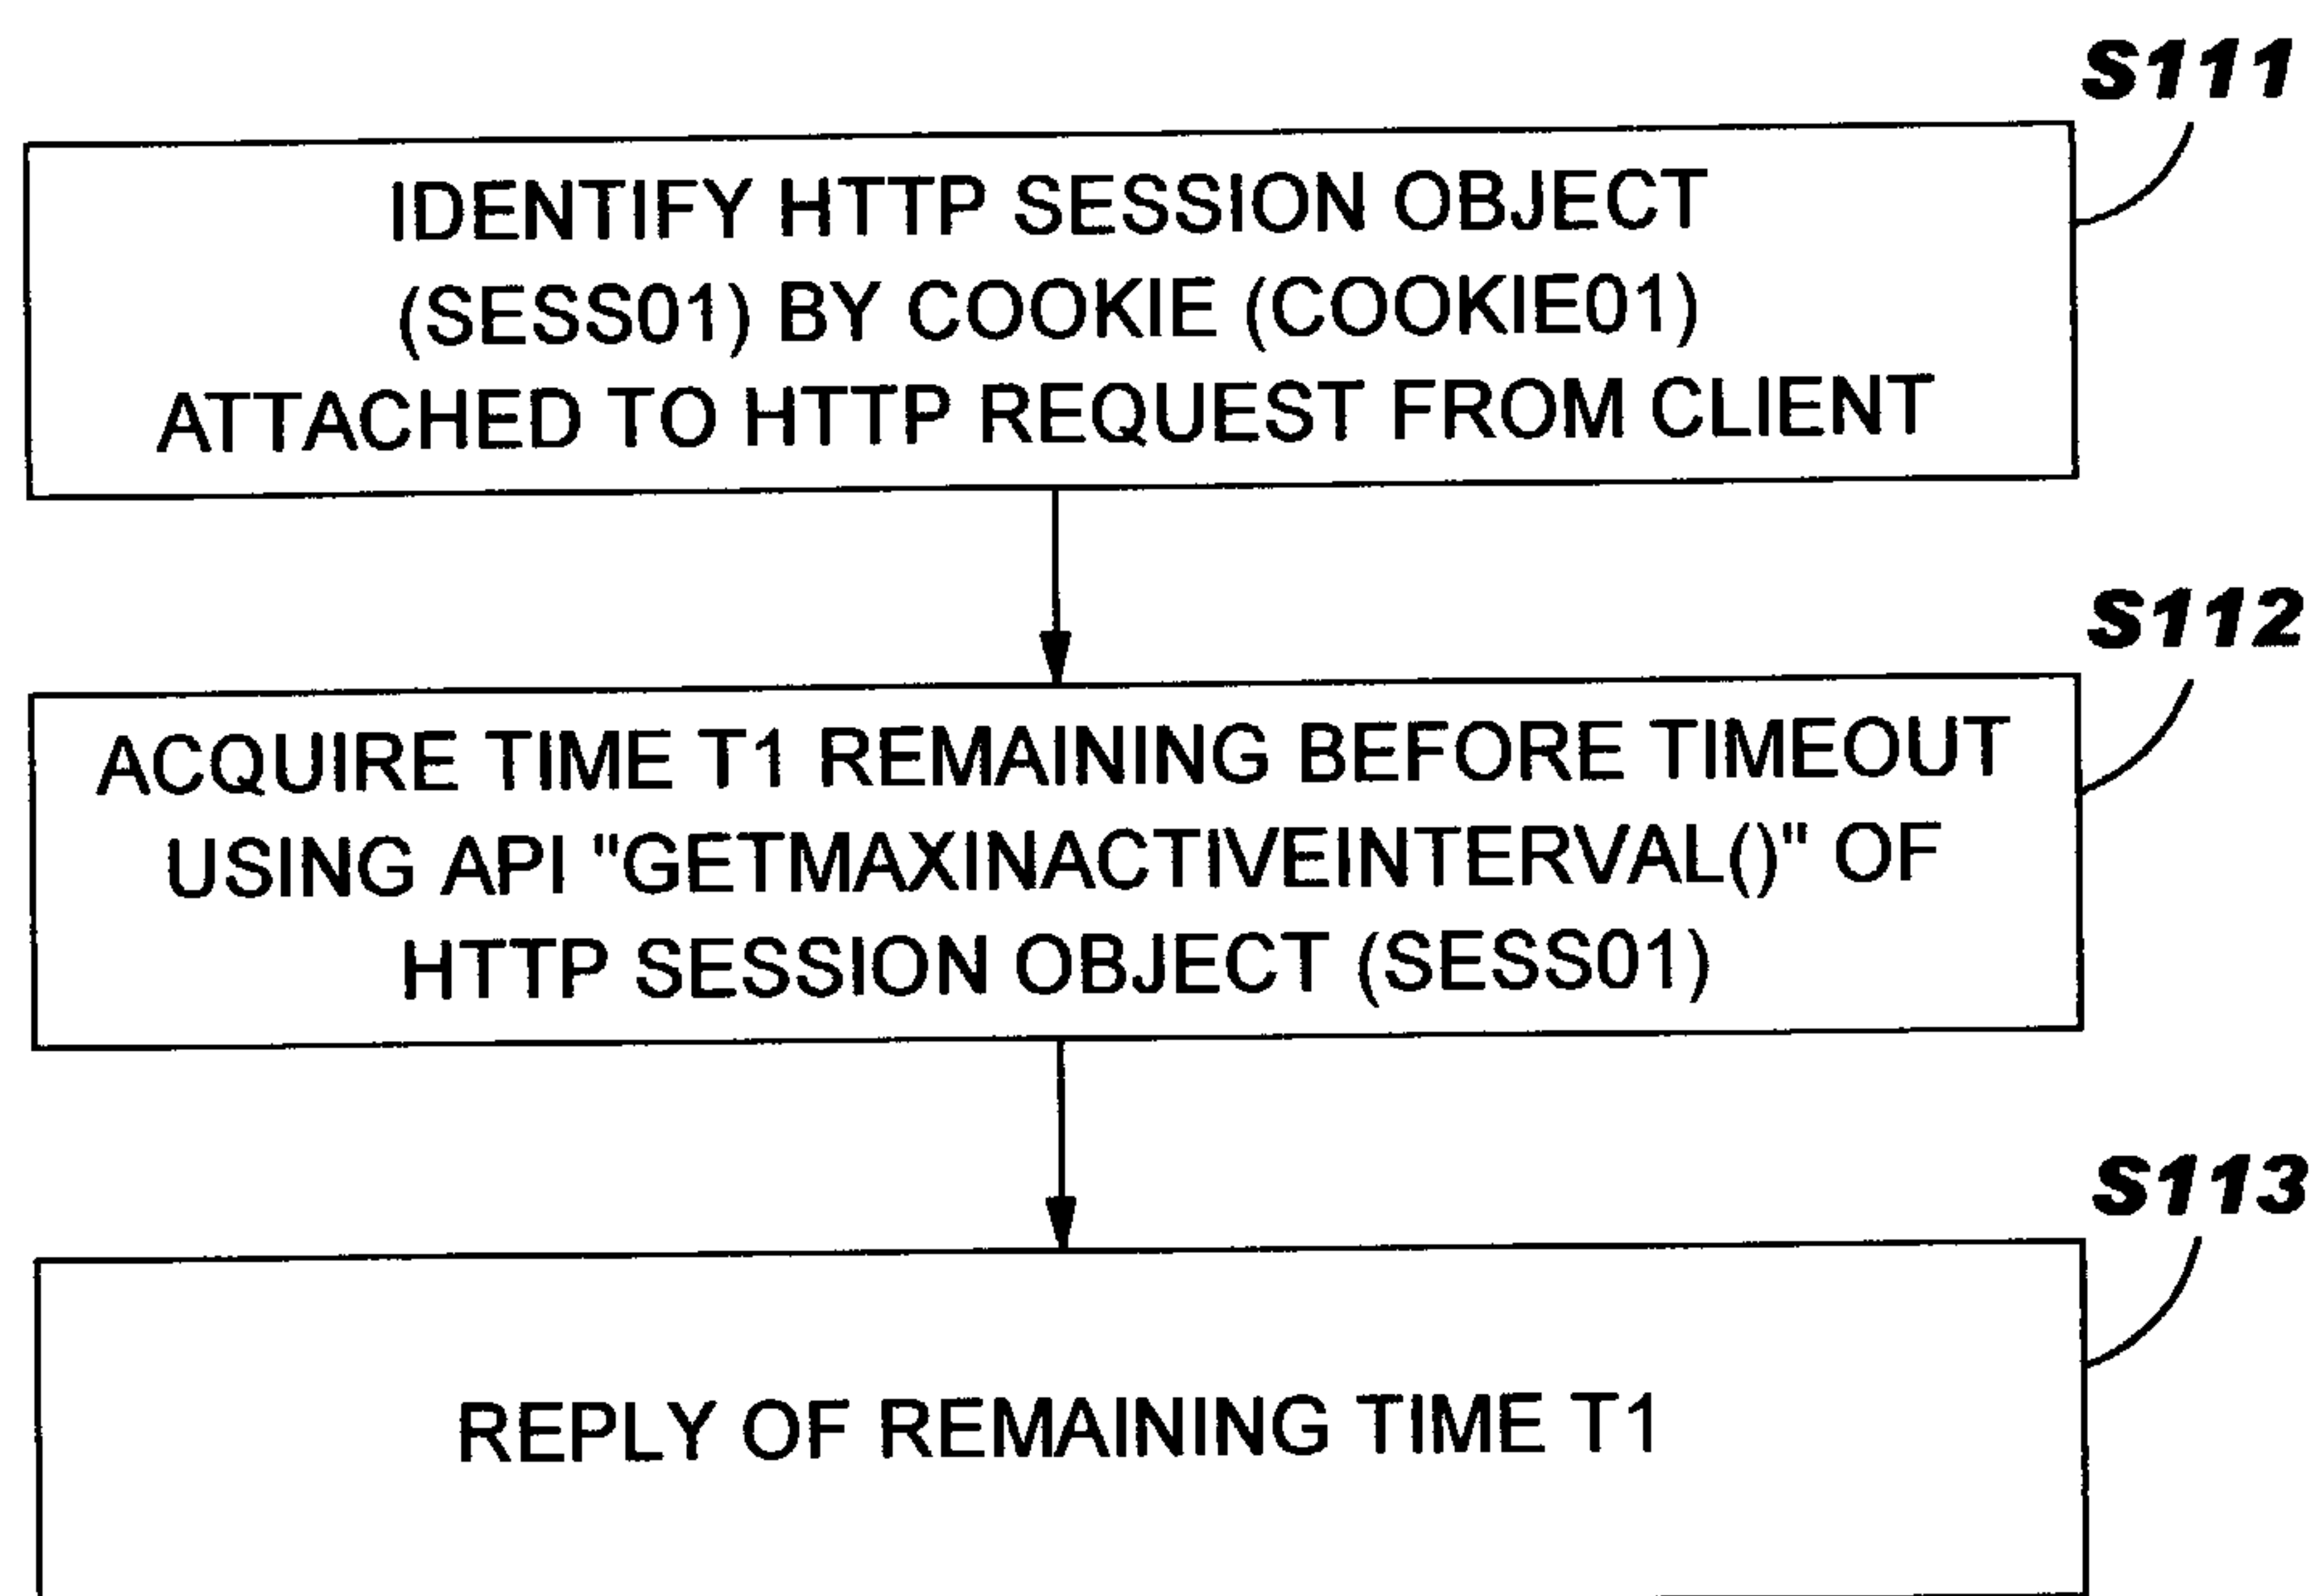 S111
IDENTIFY HTTP SESSION OBJECT
(SESS01) BY COOKIE (COOKIE01)
ATTACHED TO HTTP REQUEST FROM CLIENT
S112
ACQUIRE TIME T1 REMAINING BEFORE TIMEOUT
USING API "GETMAXINACTIVEINTERVAL()" OF
HTTP SESSION OBJECT (SESS01)
S113
REPLY OF REMAINING TIME T1